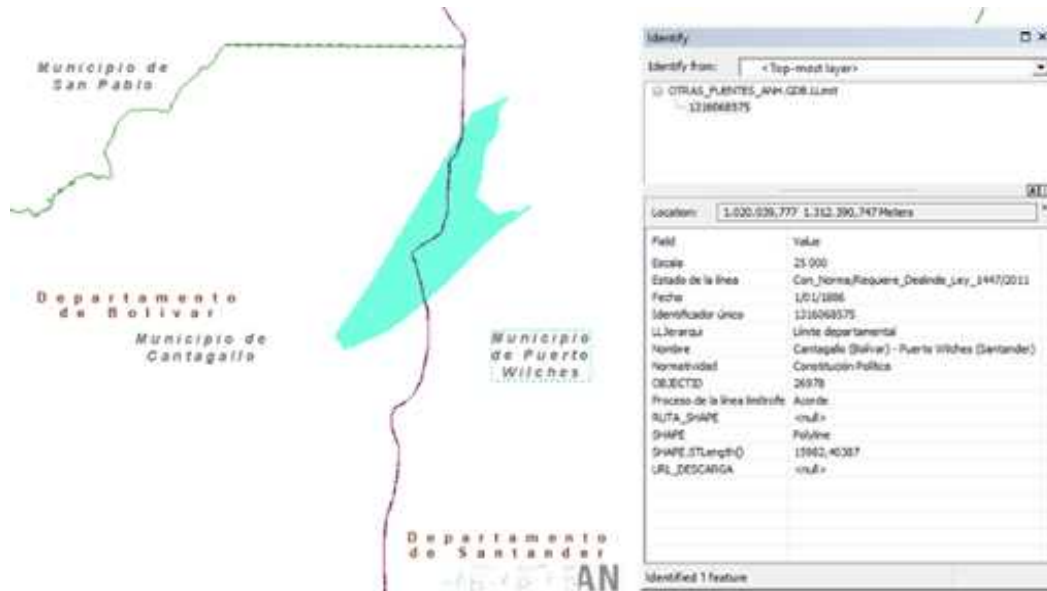 Municipio de
San Pablo
Departamento
de Bolivar
Municipio de
Cantagallo
Municipio
de Puerto
Wilches
Departamento
de Santander
AN
Identify
Identify from: <Top-most layer>
OTRAS_FUENTES_ANH.GDB.LLimit
1316068575
Location: 1.020.039,777 1.312.390,747 Meters
Field Value
Escala 25 000
Estado de la línea Con_Norma/Requiere_Deslinde_Ley_1447/2011
Fecha 1/01/1886
Identificador único 1316068575
LLJerarqui Límite departamental
Nombre Cantagallo (Bolívar) - Puerto Wilches (Santander)
Normatividad Constitución Política
OBJECTID 26978
Proceso de la línea limítrofe Acorde
RUTA_SHAPE <null>
SHAPE Polyline
SHAPE.STLength() 15982,40387
URL_DESCARGA <null>
Identified 1 feature